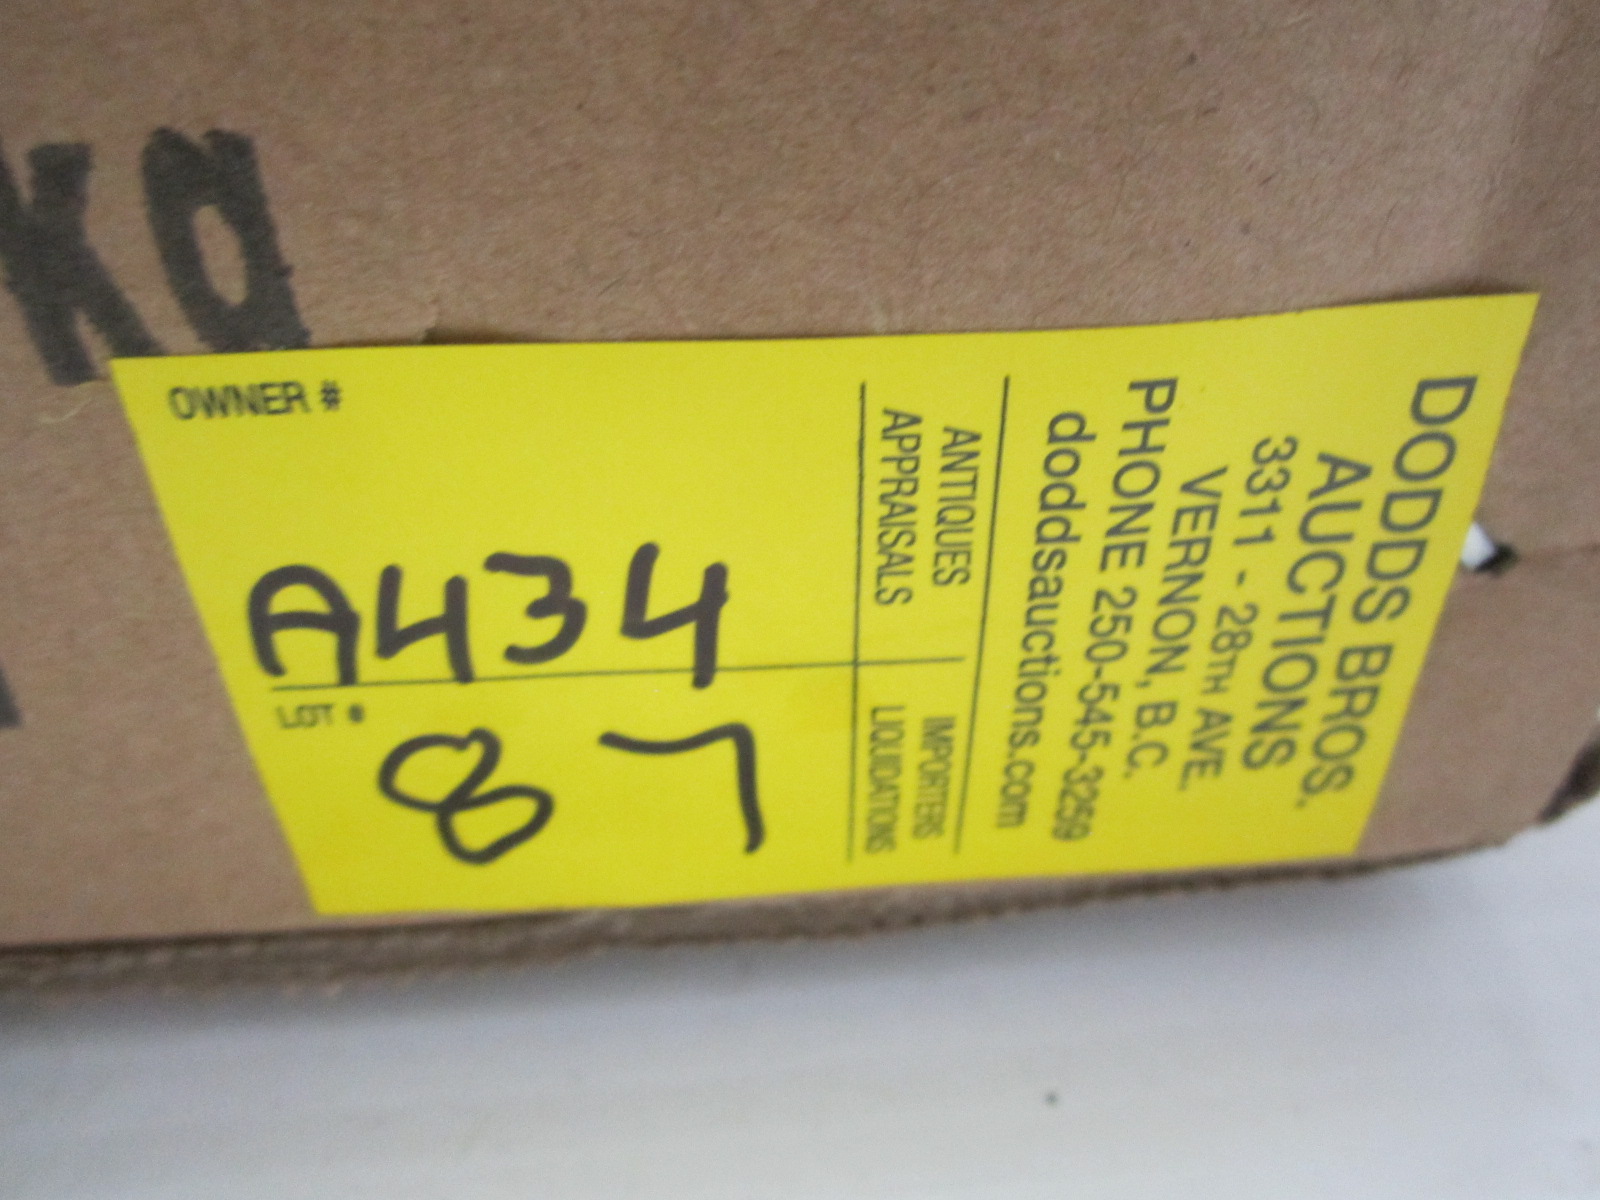 ka
DODDS BROS.
AUCTIONS
3311 - 28TH AVE.
VERNON, B.C.
PHONE 250-545-3259
doddsauctions.com
ANTIQUES
APPRAISALS
IMPORTERS
LIQUIDATIONS
OWNER #
A434
LOT #
87